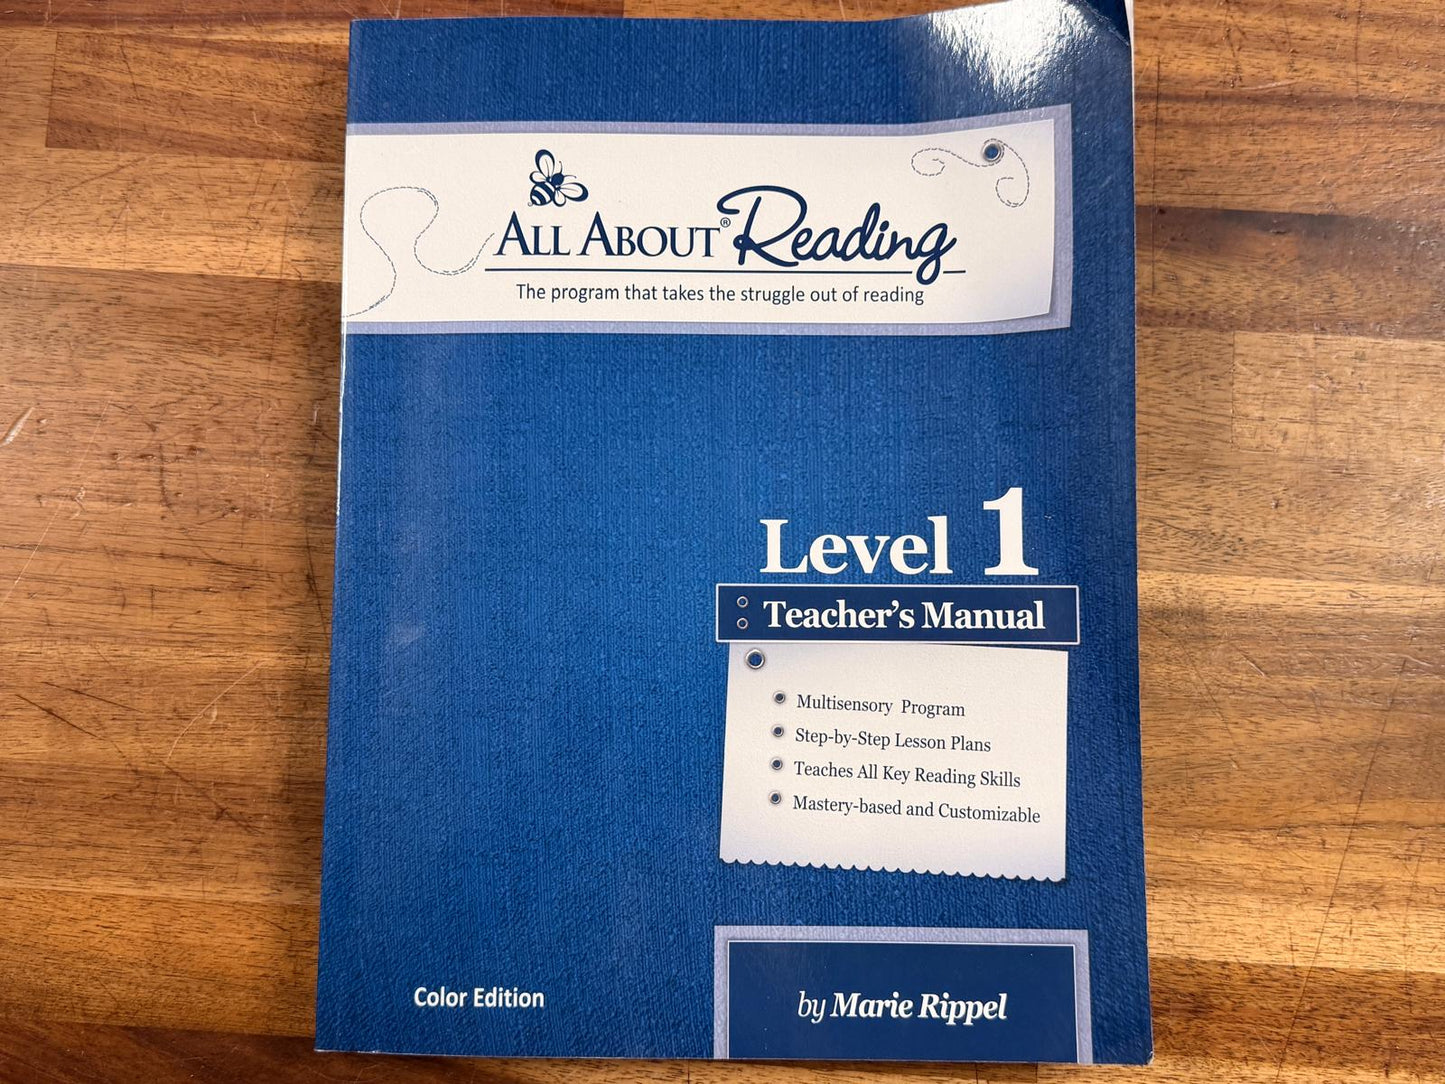 All About® Reading
The program that takes the struggle out of reading
Level 1
Teacher's Manual
Multisensory Program
Step-by-Step Lesson Plans
Teaches All Key Reading Skills
Mastery-based and Customizable
Color Edition
by Marie Rippel